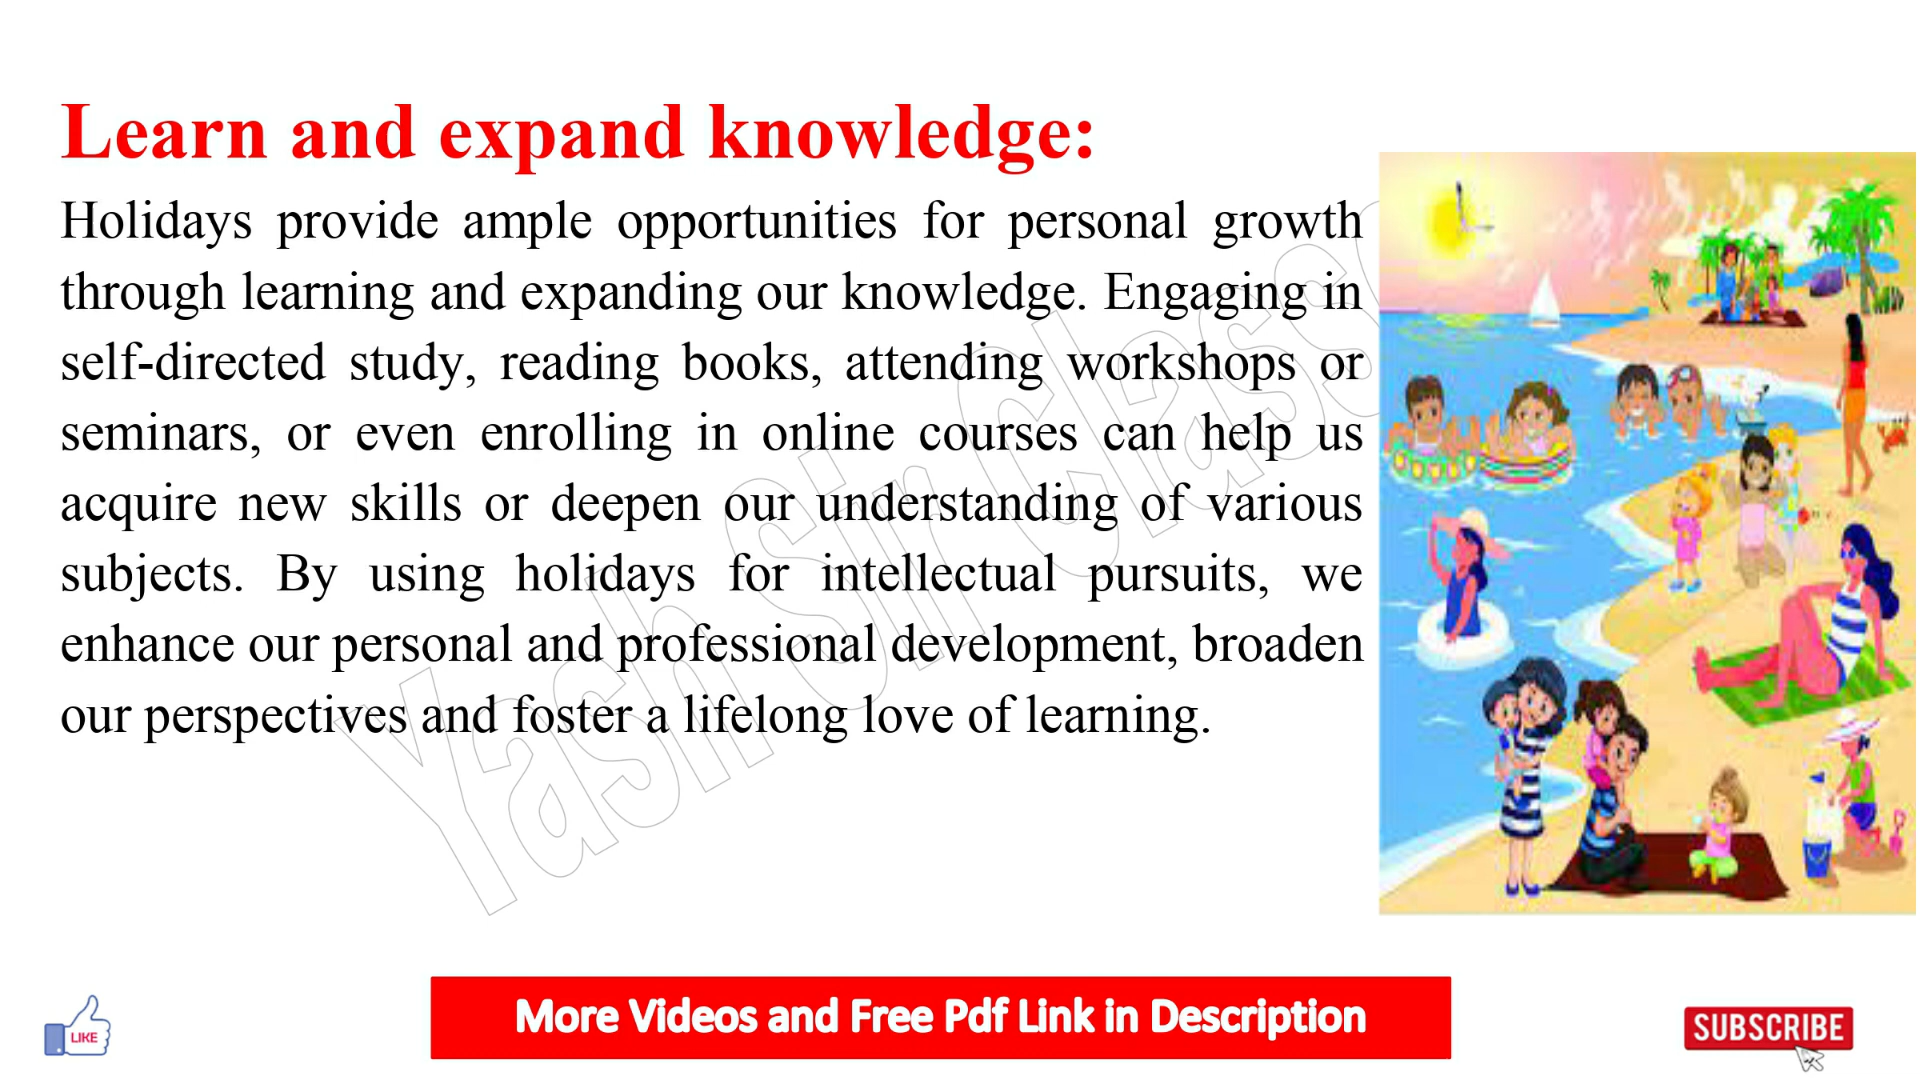 Learn and expand knowledge:
Holidays provide ample opportunities for personal growth
through learning and expanding our knowledge. Engaging in
self-directed study, reading books, attending workshops or
seminars, or even enrolling in online courses can help us
acquire new skills or deepen our understanding of various
subjects. By using holidays for intellectual pursuits, we
enhance our personal and professional development, broaden
our perspectives and foster a lifelong love of learning.
Yash Sir Classe
LIKE
More Videos and Free Pdf Link in Description
SUBSCRIBE